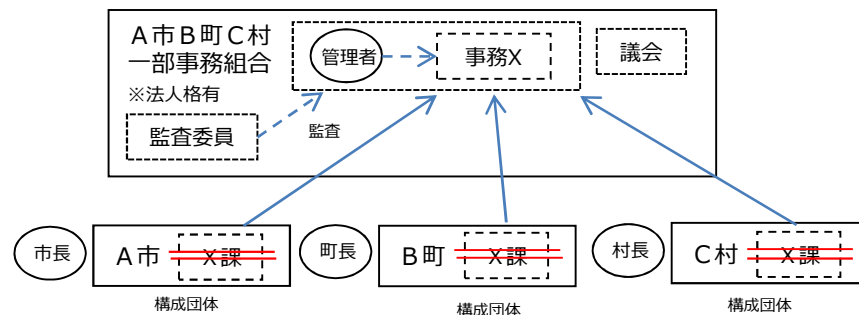 A市B町C村
一部事務組合
※法人格有
管理者
事務X
議会
監査委員
監査
市長
A市
X課
町長
B町
X課
村長
C村
X課
構成団体
構成団体
構成団体